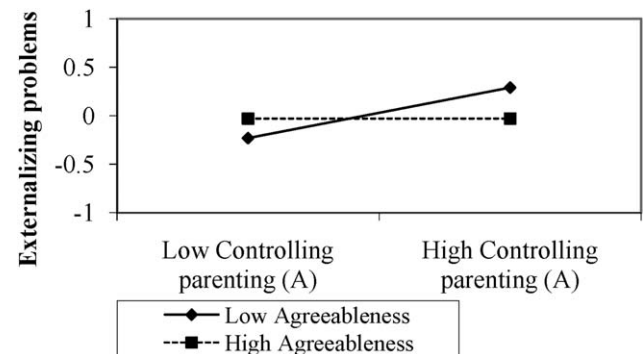 Externalizing problems
1
0.5
0
-0.5
-1
Low Controlling
parenting (A)
High Controlling
parenting (A)
Low Agreeableness
High Agreeableness